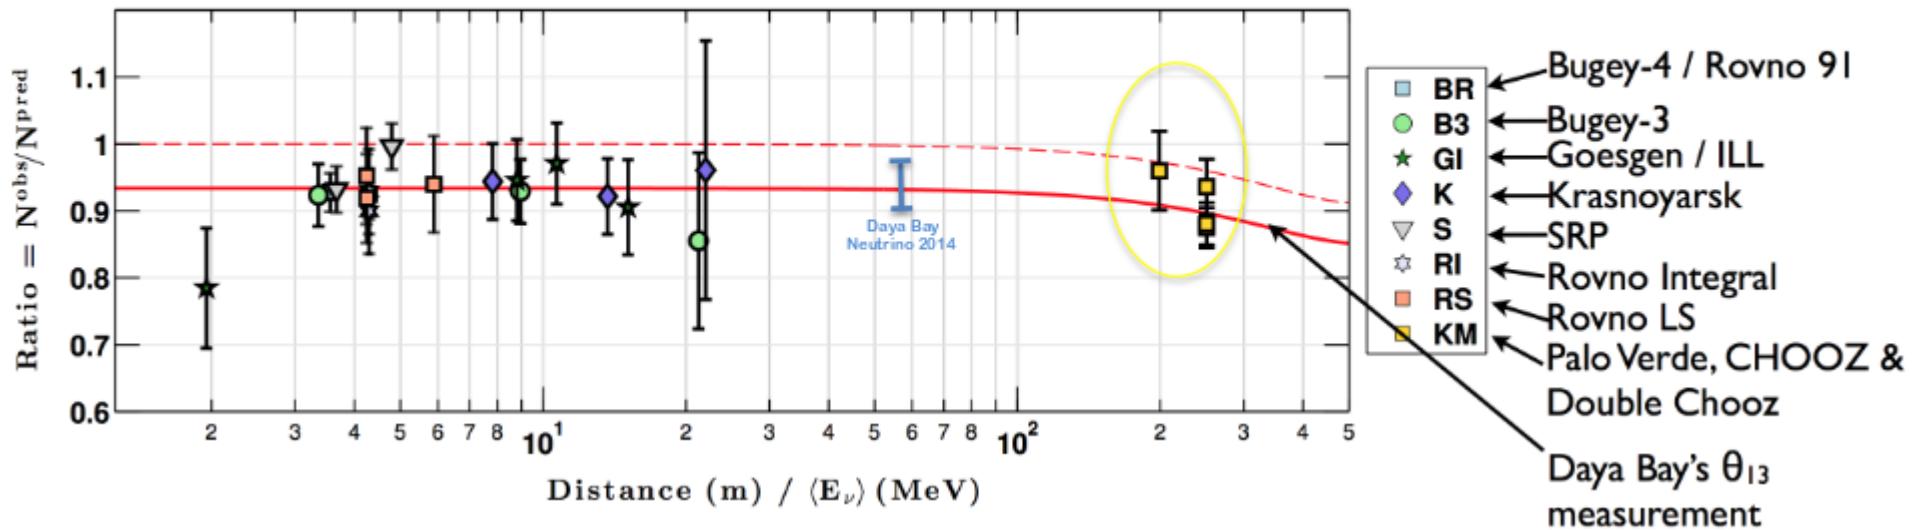 Ratio ≡ N^obs/N^pred
1.1
1
0.9
0.8
0.7
0.6
2 3 4 5 6 7 8 10^1 2 3 4 5 6 7 8 10^2 2 3 4 5
Distance (m) / ⟨E_ν⟩ (MeV)
Daya Bay
Neutrino 2014
BR
B3
GI
K
S
RI
RS
KM
Bugey-4 / Rovno 91
Bugey-3
Goesgen / ILL
Krasnoyarsk
SRP
Rovno Integral
Rovno LS
Palo Verde, CHOOZ &
Double Chooz
Daya Bay's θ₁₃
measurement